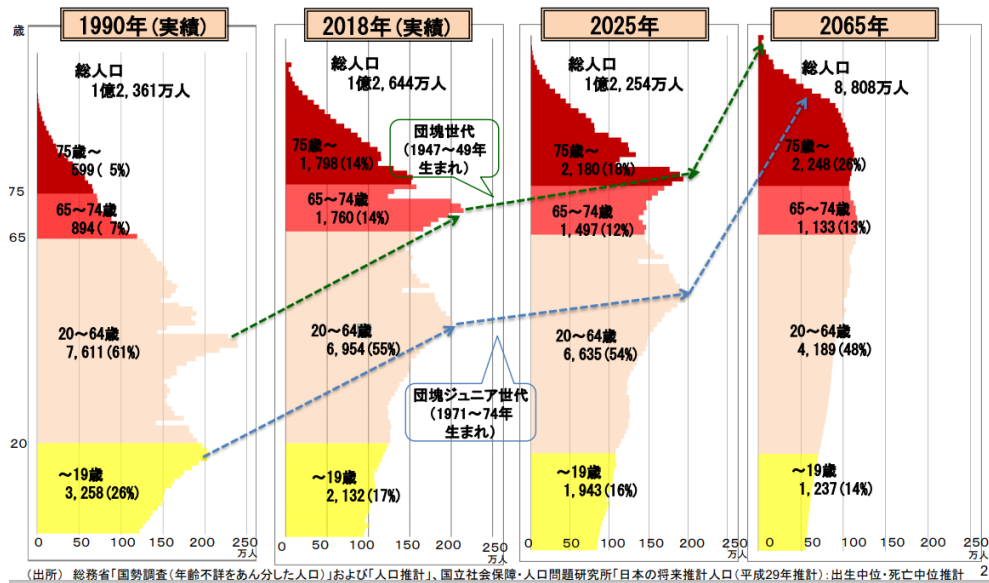 1990年(実績)
2018年(実績)
2025年
2065年
歳
総人口
1億2,361万人
総人口
1億2,644万人
総人口
1億2,254万人
総人口
8,808万人
団塊世代
(1947～49年
生まれ)
75歳～
599( 5%)
75歳～
1,798(14%)
75歳～
2,180(18%)
75歳～
2,248(26%)
75
65～74歳
894( 7%)
65～74歳
1,760(14%)
65～74歳
1,497(12%)
65～74歳
1,133(13%)
65
20～64歳
7,611(61%)
20～64歳
6,954(55%)
20～64歳
6,635(54%)
20～64歳
4,189(48%)
団塊ジュニア世代
(1971～74年
生まれ)
20
～19歳
3,258(26%)
～19歳
2,132(17%)
～19歳
1,943(16%)
～19歳
1,237(14%)
0 50 100 150 200 250
万人
0 50 100 150 200 250
万人
0 50 100 150 200 250
万人
0 50 100 150 200 250
万人
(出所) 総務省「国勢調査(年齢不詳をあん分した人口)」および「人口推計」、国立社会保障・人口問題研究所「日本の将来推計人口(平成29年推計):出生中位・死亡中位推計
2